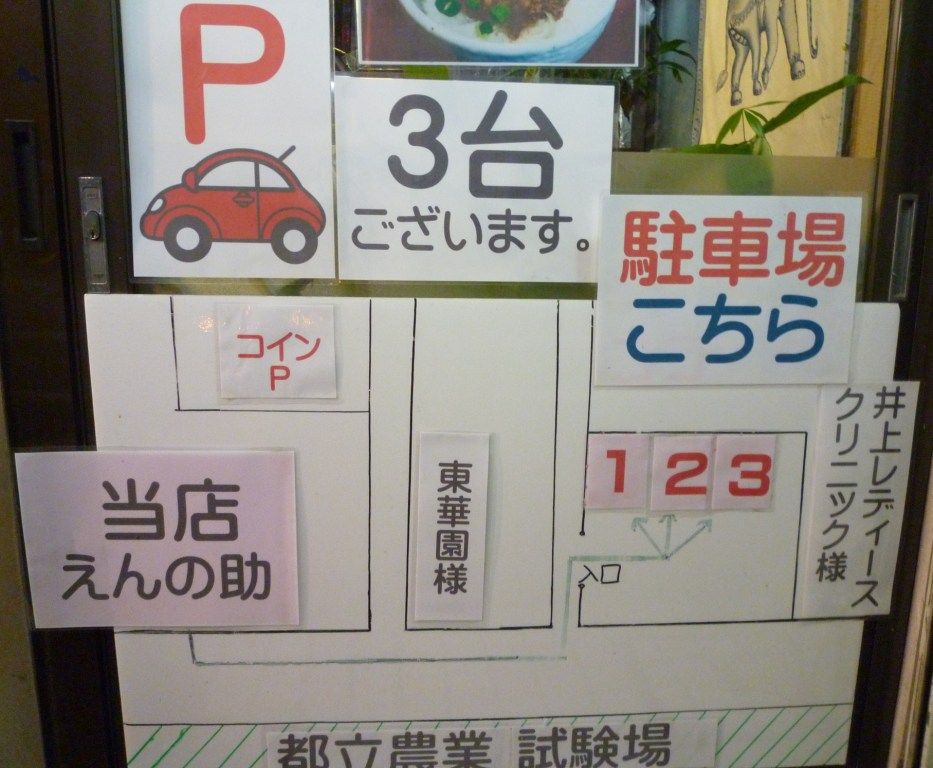 P
3台
ございます。
駐車場
こちら
コイン
P
当店
えんの助
東華園様
1 2 3
入口
井上レディース
クリニック様
都立農業 試験場